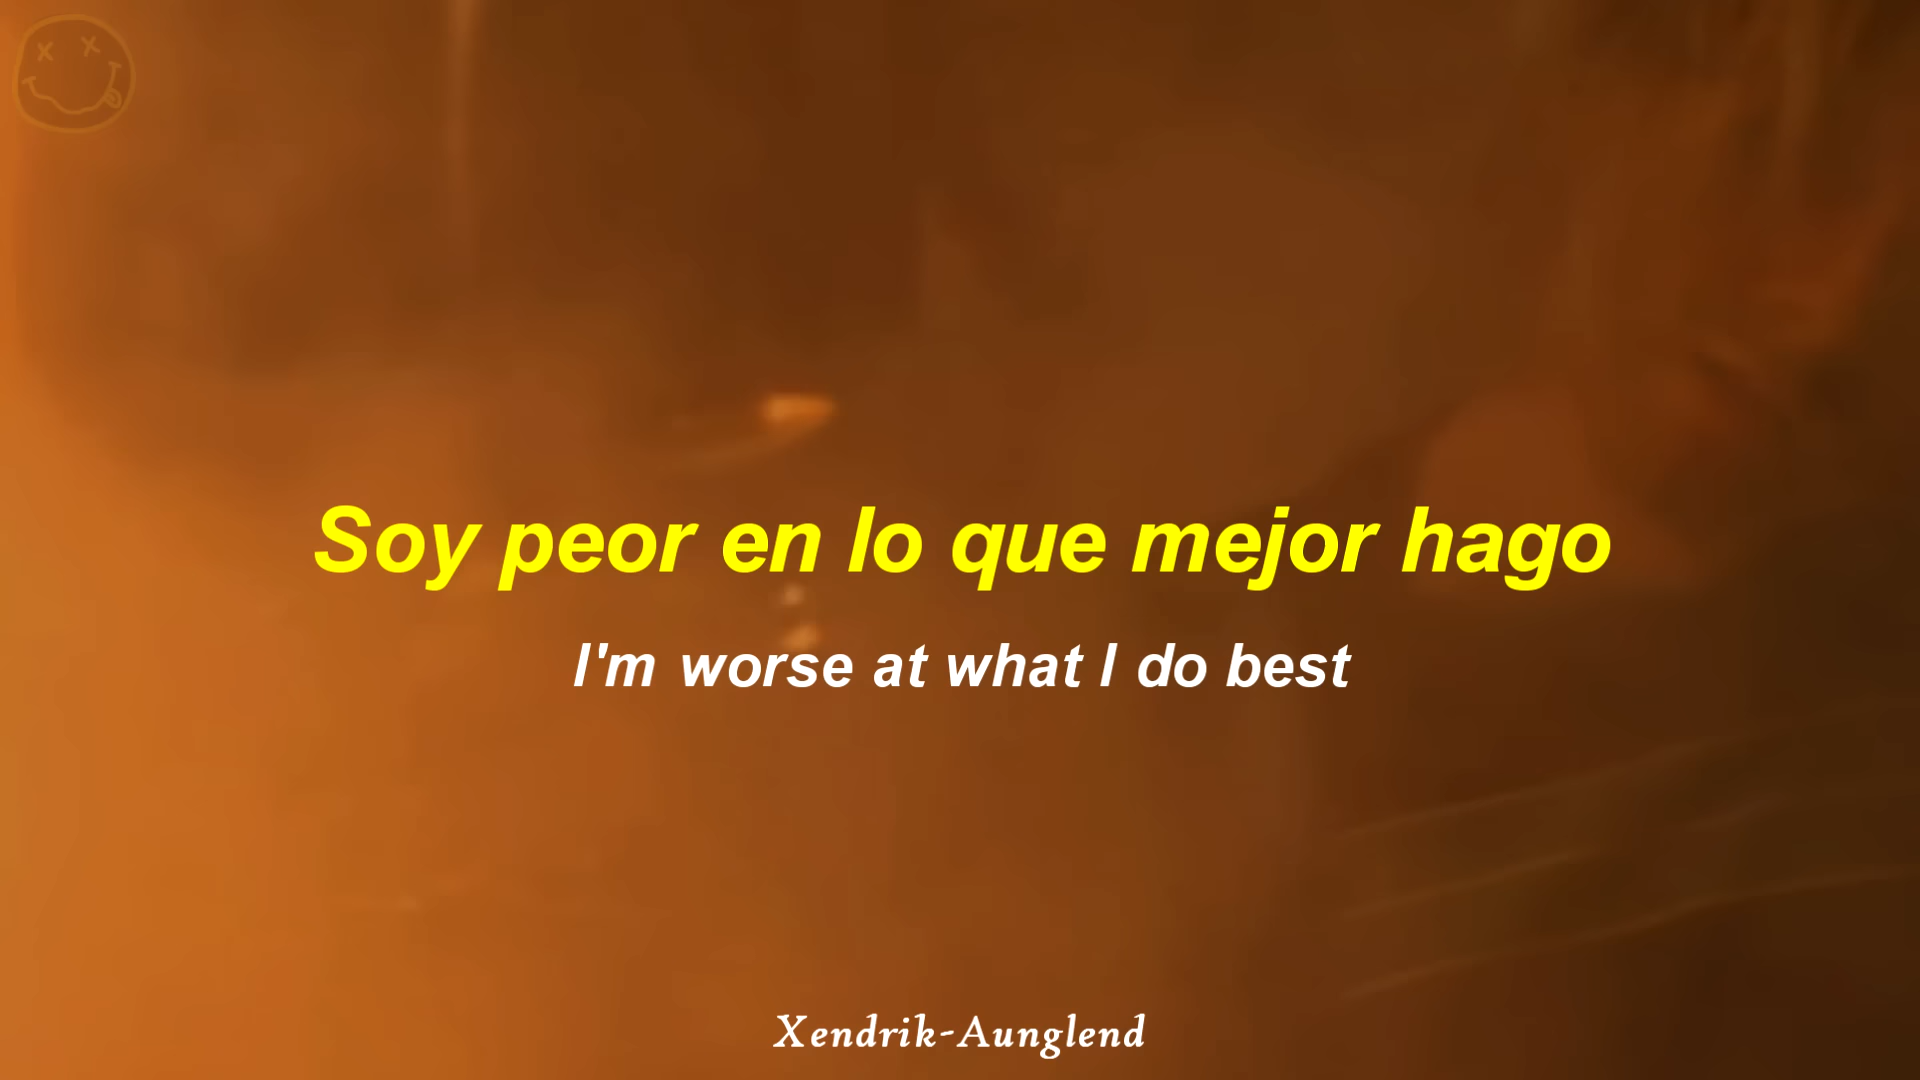 Soy peor en lo que mejor hago
I'm worse at what I do best
Xendrik-Aunglend